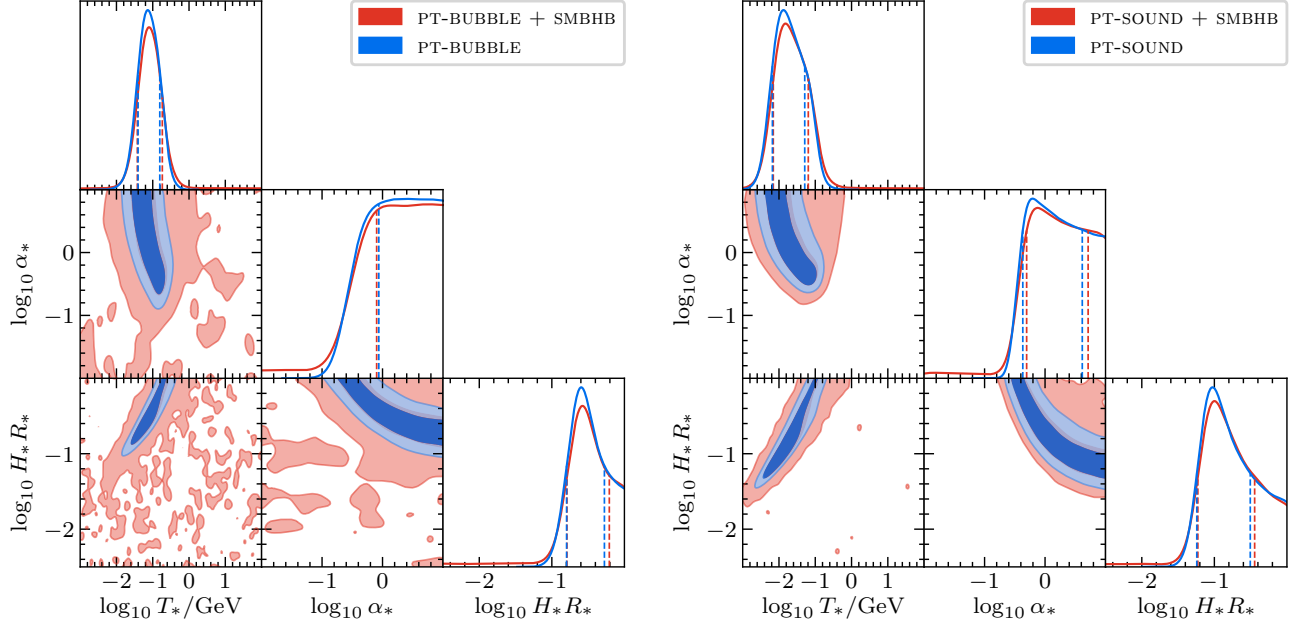 PT-BUBBLE + SMBHB
PT-BUBBLE
log₁₀ α∗
0
−1
log₁₀ H∗R∗
−1
−2
−2 −1 0 1
log₁₀ T∗/GeV
−1 0
log₁₀ α∗
−2 −1
log₁₀ H∗R∗
PT-SOUND + SMBHB
PT-SOUND
log₁₀ α∗
0
−1
log₁₀ H∗R∗
−1
−2
−2 −1 0 1
log₁₀ T∗/GeV
−1 0
log₁₀ α∗
−2 −1
log₁₀ H∗R∗